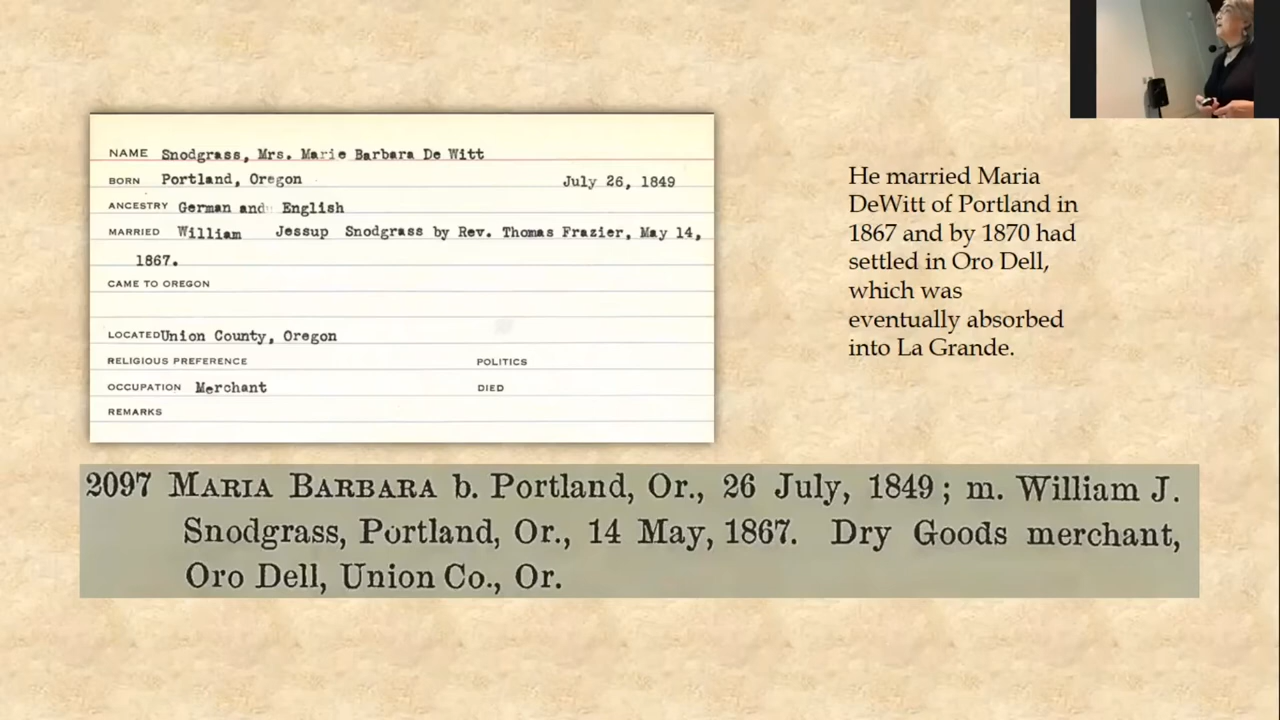 NAME Snodgrass, Mrs. Marie Barbara De Witt
BORN Portland, Oregon July 26, 1849
ANCESTRY German and English
MARRIED William Jessup Snodgrass by Rev. Thomas Frazier, May 14,
1867.
CAME TO OREGON
LOCATED Union County, Oregon
RELIGIOUS PREFERENCE POLITICS
OCCUPATION Merchant DIED
REMARKS
He married Maria
DeWitt of Portland in
1867 and by 1870 had
settled in Oro Dell,
which was
eventually absorbed
into La Grande.
2097 MARIA BARBARA b. Portland, Or., 26 July, 1849; m. William J.
Snodgrass, Portland, Or., 14 May, 1867. Dry Goods merchant,
Oro Dell, Union Co., Or.